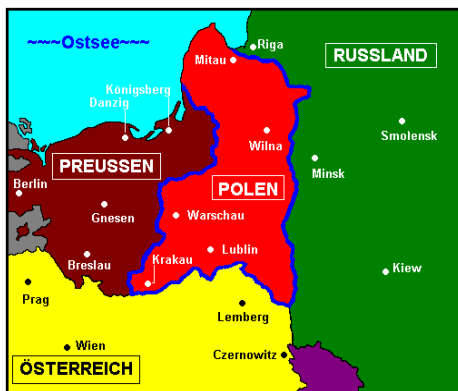 ~~~Ostsee~~~
Riga
Mitau
RUSSLAND
Königsberg
Danzig
Smolensk
Wilna
Minsk
PREUSSEN
Berlin
POLEN
Gnesen
Warschau
Lublin
Breslau
Krakau
Kiew
Prag
Lemberg
Wien
Czernowitz
ÖSTERREICH